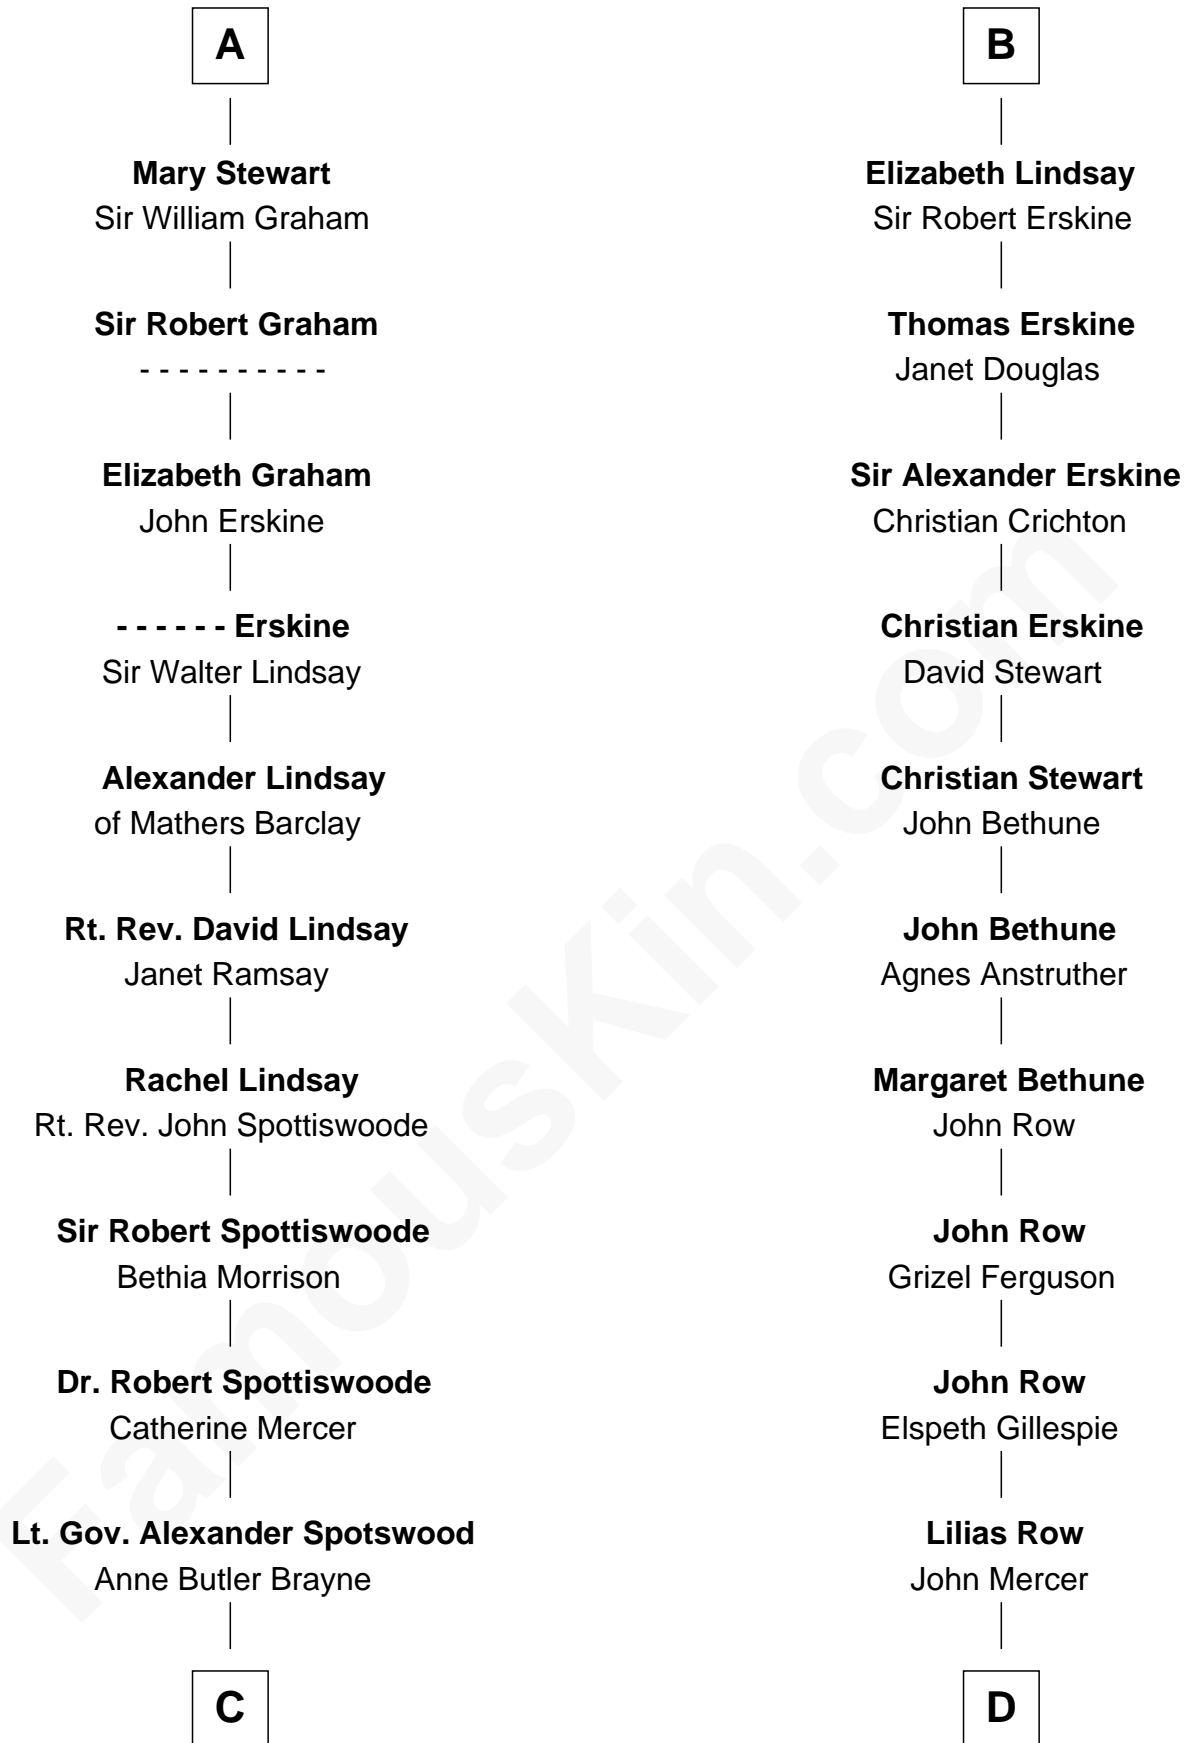 A
Mary Stewart
Sir William Graham
Sir Robert Graham
- - - - - - - - - -
Elizabeth Graham
John Erskine
- - - - - - Erskine
Sir Walter Lindsay
Alexander Lindsay
of Mathers Barclay
Rt. Rev. David Lindsay
Janet Ramsay
Rachel Lindsay
Rt. Rev. John Spottiswoode
Sir Robert Spottiswoode
Bethia Morrison
Dr. Robert Spottiswoode
Catherine Mercer
Lt. Gov. Alexander Spotswood
Anne Butler Brayne
C
B
Elizabeth Lindsay
Sir Robert Erskine
Thomas Erskine
Janet Douglas
Sir Alexander Erskine
Christian Crichton
Christian Erskine
David Stewart
Christian Stewart
John Bethune
John Bethune
Agnes Anstruther
Margaret Bethune
John Row
John Row
Grizel Ferguson
John Row
Elspeth Gillespie
Lilias Row
John Mercer
D
FamousKin.com